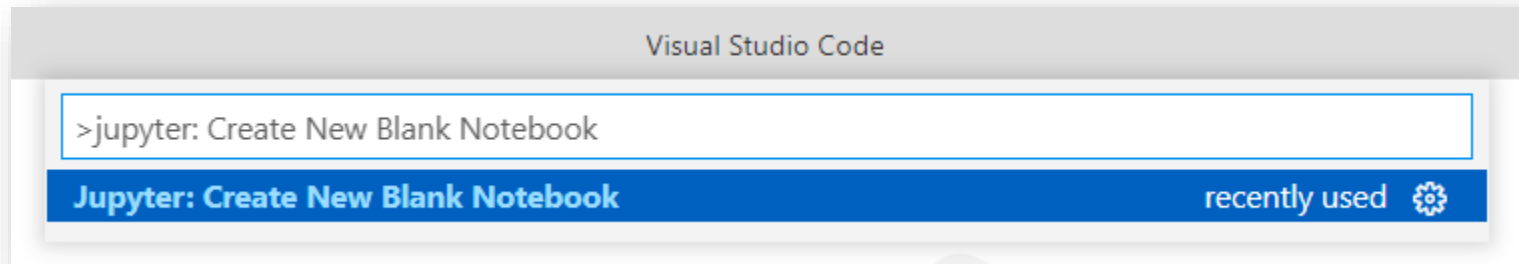 Visual Studio Code
>jupyter: Create New Blank Notebook
Jupyter: Create New Blank Notebook recently used